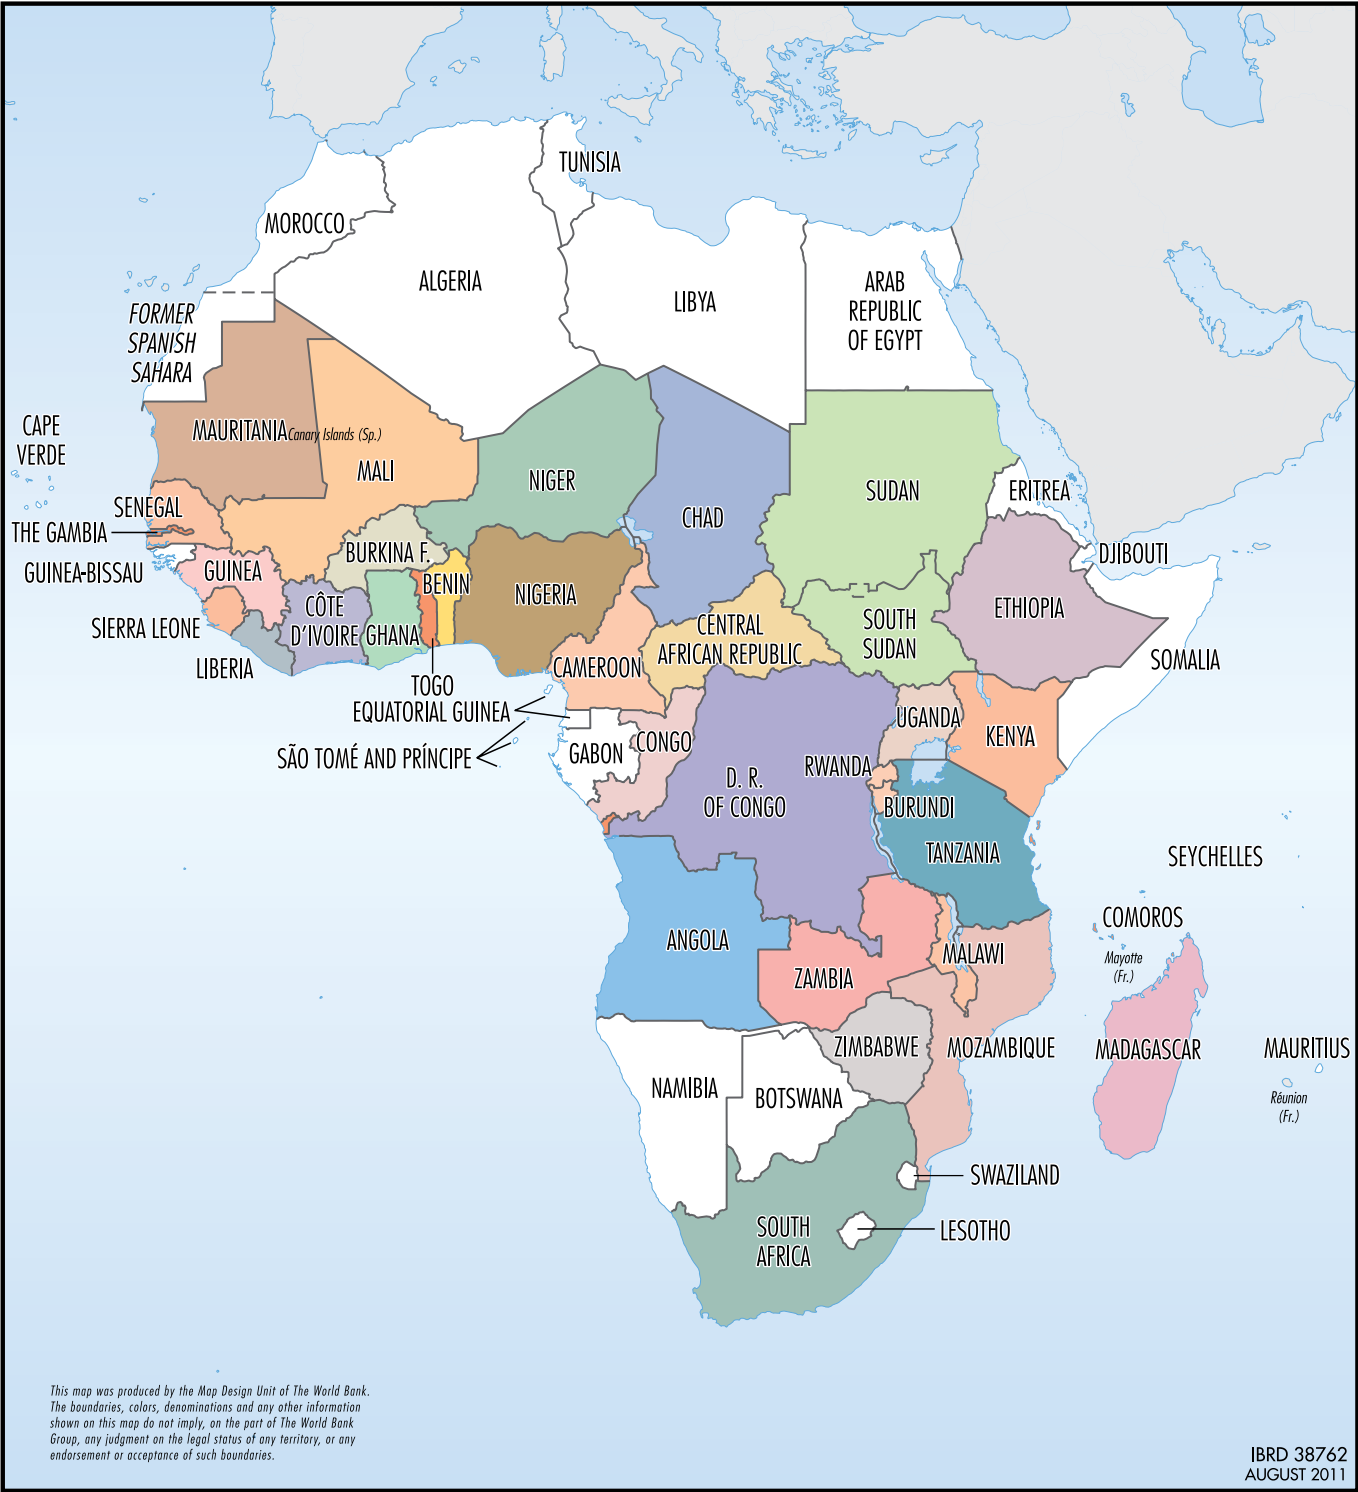 TUNISIA
MOROCCO
ALGERIA
LIBYA
ARAB
REPUBLIC
OF EGYPT
FORMER
SPANISH
SAHARA
CAPE
VERDE
MAURITANIA
Canary Islands (Sp.)
MALI
NIGER
CHAD
SUDAN
ERITREA
SENEGAL
THE GAMBIA
GUINEA-BISSAU
GUINEA
BURKINA F.
BENIN
NIGERIA
DJIBOUTI
ETHIOPIA
SIERRA LEONE
CÔTE
D'IVOIRE
GHANA
LIBERIA
TOGO
CENTRAL
AFRICAN REPUBLIC
SOUTH
SUDAN
SOMALIA
CAMEROON
EQUATORIAL GUINEA
SÃO TOMÉ AND PRÍNCIPE
GABON
CONGO
UGANDA
KENYA
RWANDA
D. R.
OF CONGO
BURUNDI
TANZANIA
SEYCHELLES
COMOROS
Mayotte
(Fr.)
ANGOLA
ZAMBIA
MALAWI
ZIMBABWE
MOZAMBIQUE
MADAGASCAR
MAURITIUS
Réunion
(Fr.)
NAMIBIA
BOTSWANA
SWAZILAND
LESOTHO
SOUTH
AFRICA
This map was produced by the Map Design Unit of The World Bank.
The boundaries, colors, denominations and any other information
shown on this map do not imply, on the part of The World Bank
Group, any judgment on the legal status of any territory, or any
endorsement or acceptance of such boundaries.
IBRD 38762
AUGUST 2011